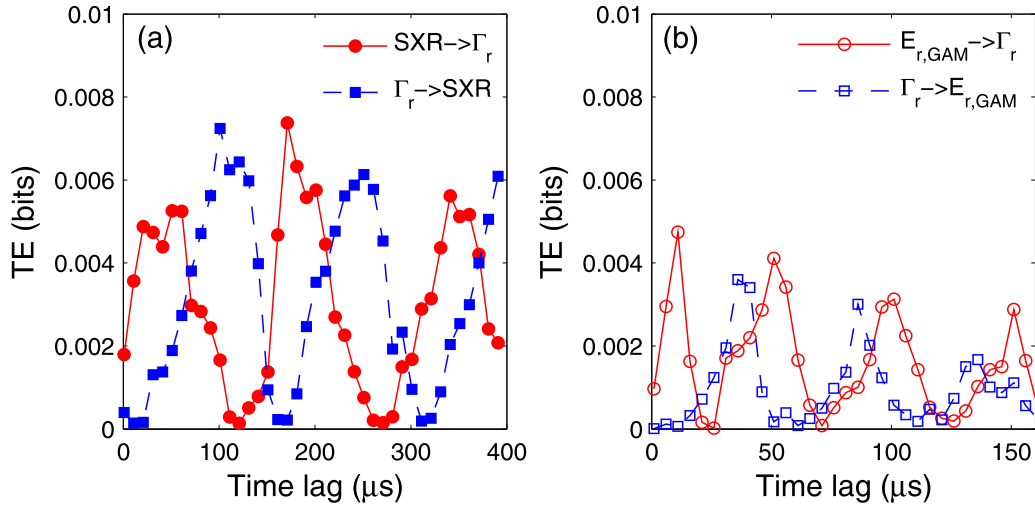 (a)
SXR->Γr
Γr->SXR
0.01
0.008
0.006
0.004
0.002
0
TE (bits)
0 100 200 300 400
Time lag (μs)
(b)
Er,GAM->Γr
Γr->Er,GAM
0.01
0.008
0.006
0.004
0.002
0
TE (bits)
0 50 100 150
Time lag (μs)